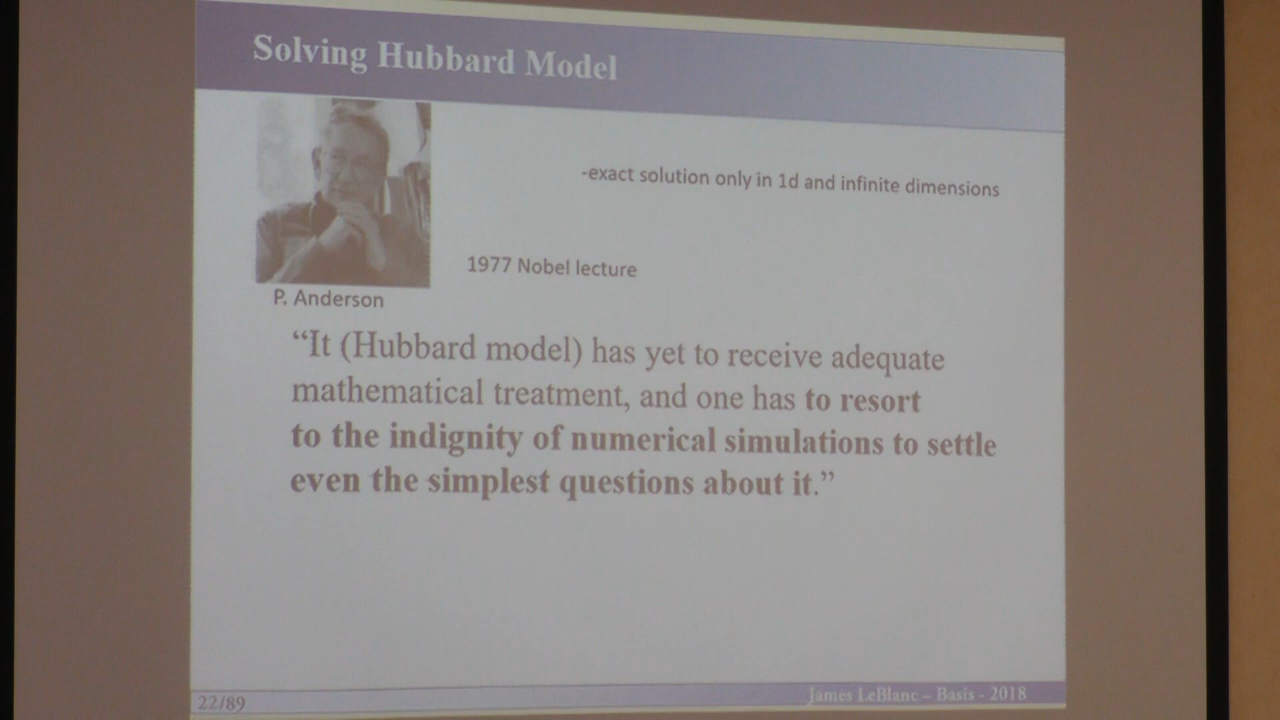 Solving Hubbard Model
-exact solution only in 1d and infinite dimensions
1977 Nobel lecture
P. Anderson
“It (Hubbard model) has yet to receive adequate
mathematical treatment, and one has to resort
to the indignity of numerical simulations to settle
even the simplest questions about it.”
22/89
James LeBlanc – Basis - 2018